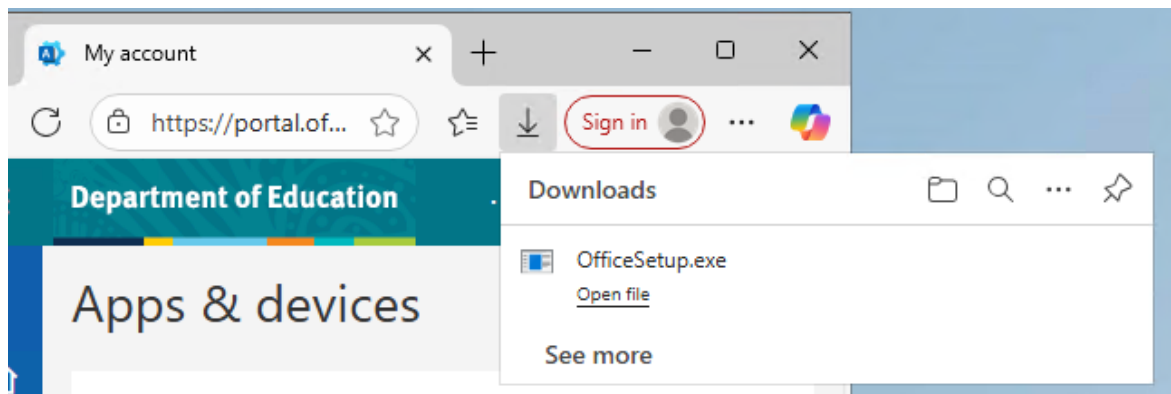 My account
https://portal.of...
Sign in
Department of Education
Downloads
OfficeSetup.exe
Open file
See more
Apps & devices